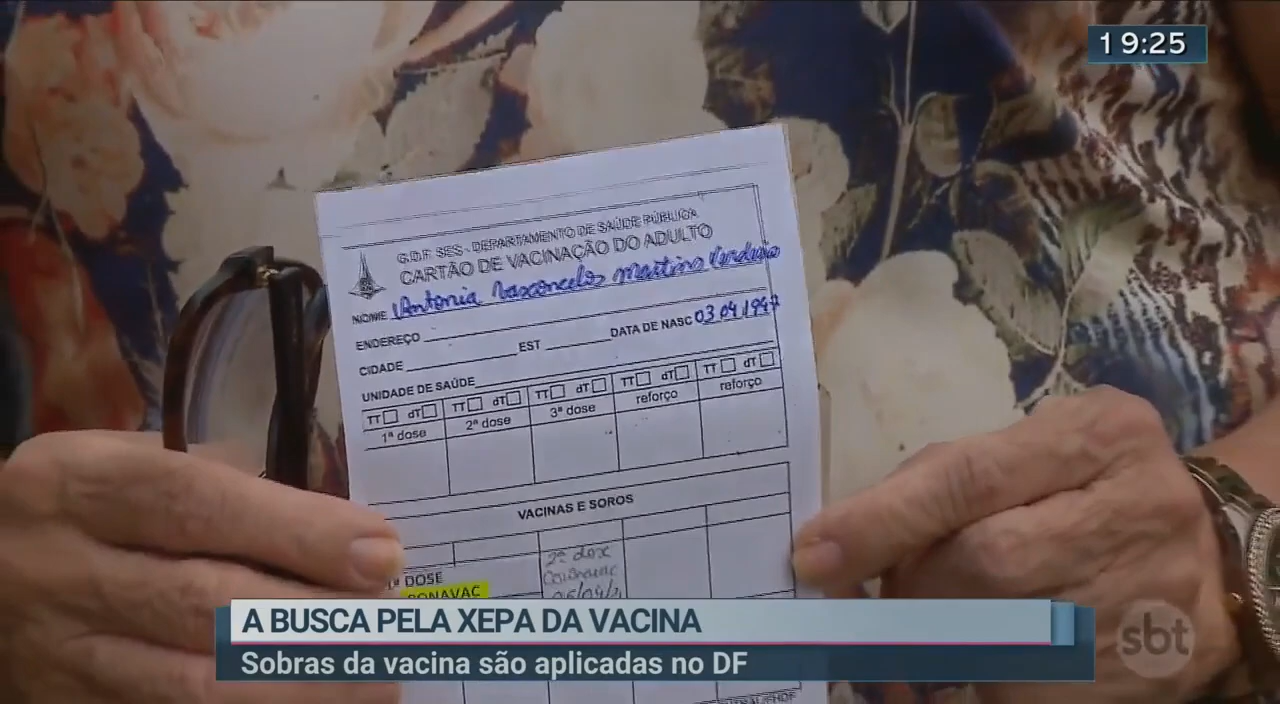 19:25
G.D.F. SES - DEPARTAMENTO DE SAÚDE PÚBLICA
CARTÃO DE VACINAÇÃO DO ADULTO
NOME Antonia Vasconcelos Martins
ENDEREÇO
CIDADE EST DATA DE NASC 03 04 1947
UNIDADE DE SAÚDE
TT dT TT dT TT dT TT dT
1ª dose 2ª dose 3ª dose reforço reforço
VACINAS E SOROS
1ª DOSE 2ª dose
CORONAVAC Coronavac
A BUSCA PELA XEPA DA VACINA
Sobras da vacina são aplicadas no DF
sbt